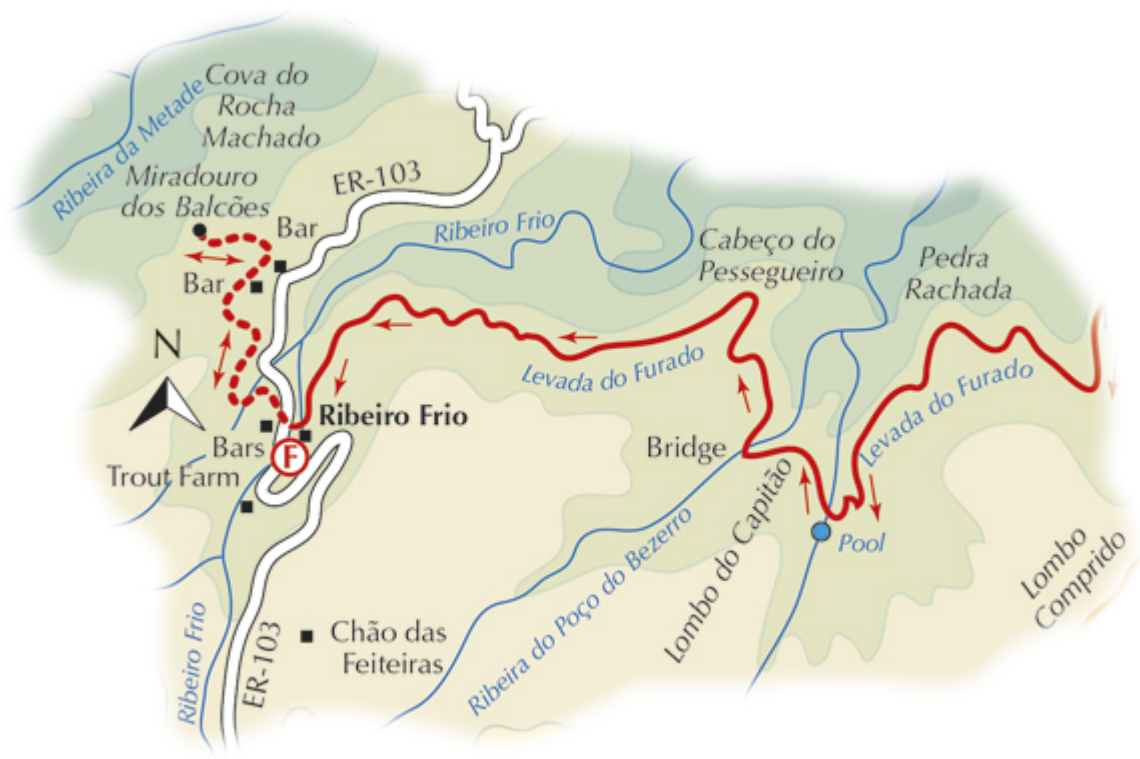 Ribeira da Metade
Cova do
Rocha
Machado
Miradouro
dos Balcões
ER-103
Bar
Bar
Ribeiro Frio
Cabeço do
Pessegueiro
Pedra
Rachada
N
Levada do Furado
Levada do Furado
Ribeiro Frio
Bars
F
Trout Farm
Bridge
Pool
Lombo do Capitão
Lombo
Comprido
Ribeira do Poço do Bezerro
Chão das
Feiteiras
Ribeiro Frio
ER-103